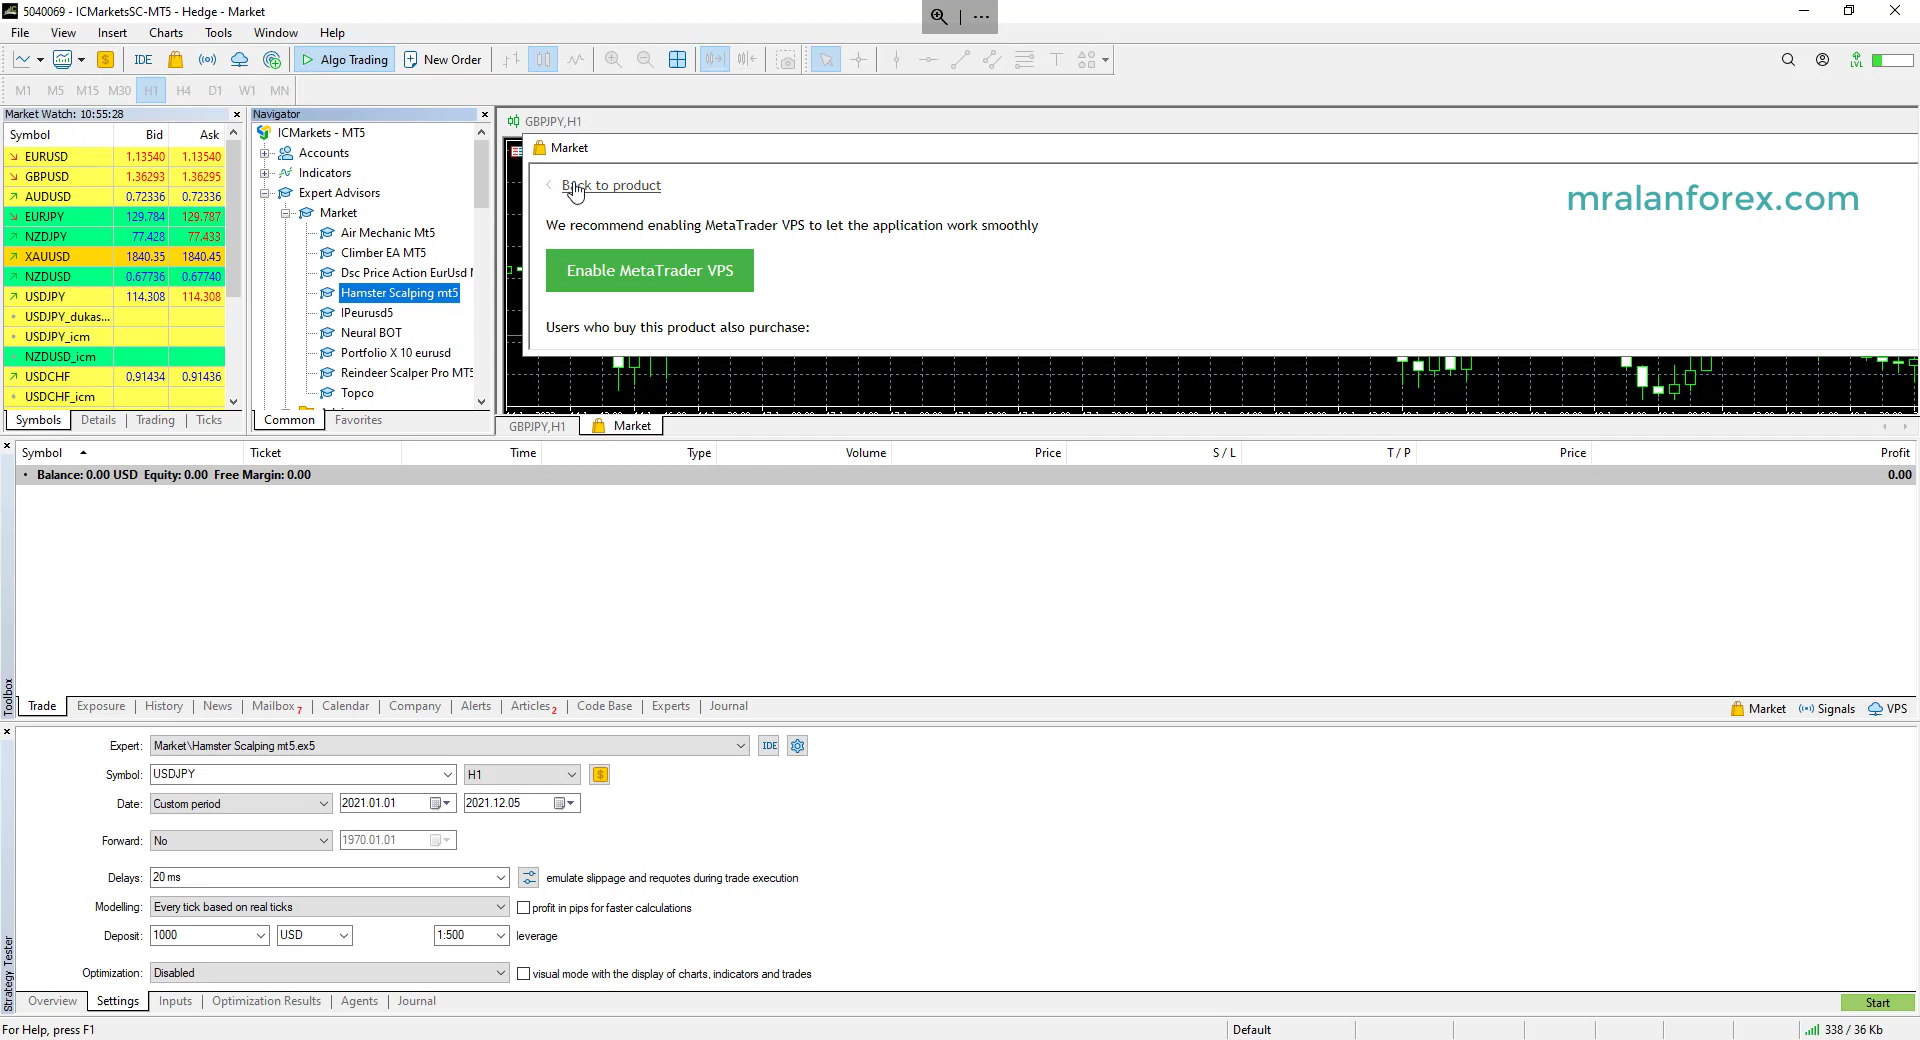 5040069 - ICMarketsSC-MT5 - Hedge - Market
File View Insert Charts Tools Window Help
IDE Algo Trading New Order LVL
M1 M5 M15 M30 H1 H4 D1 W1 MN
Market Watch: 10:55:28
Symbol Bid Ask
EURUSD 1.13540 1.13540
GBPUSD 1.36293 1.36295
AUDUSD 0.72336 0.72336
EURJPY 129.784 129.787
NZDJPY 77.428 77.433
XAUUSD 1840.35 1840.45
NZDUSD 0.67736 0.67740
USDJPY 114.308 114.308
USDJPY_dukas...
USDJPY_icm
NZDUSD_icm
USDCHF 0.91434 0.91436
USDCHF_icm
Symbols Details Trading Ticks
Navigator
ICMarkets - MT5
Accounts
Indicators
Expert Advisors
Market
Air Mechanic Mt5
Climber EA MT5
Dsc Price Action EurUsd
Hamster Scalping mt5
IPeurusd5
Neural BOT
Portfolio X 10 eurusd
Reindeer Scalper Pro MT5
Topco
Common Favorites
GBPJPY,H1
Market
Back to product
mralanforex.com
We recommend enabling MetaTrader VPS to let the application work smoothly
Enable MetaTrader VPS
Users who buy this product also purchase:
GBPJPY,H1 Market
Symbol Ticket Time Type Volume Price S / L T / P Price Profit
Balance: 0.00 USD Equity: 0.00 Free Margin: 0.00 0.00
Toolbox
Trade Exposure History News Mailbox 7 Calendar Company Alerts Articles 2 Code Base Experts Journal Market Signals VPS
Expert: Market\Hamster Scalping mt5.ex5 IDE
Symbol: USDJPY H1
Date: Custom period 2021.01.01 2021.12.05
Forward: No 1970.01.01
Delays: 20 ms emulate slippage and requotes during trade execution
Modelling: Every tick based on real ticks profit in pips for faster calculations
Deposit: 1000 USD 1:500 leverage
Optimization: Disabled visual mode with the display of charts, indicators and trades
Strategy Tester
Overview Settings Inputs Optimization Results Agents Journal Start
For Help, press F1 Default 338 / 36 Kb